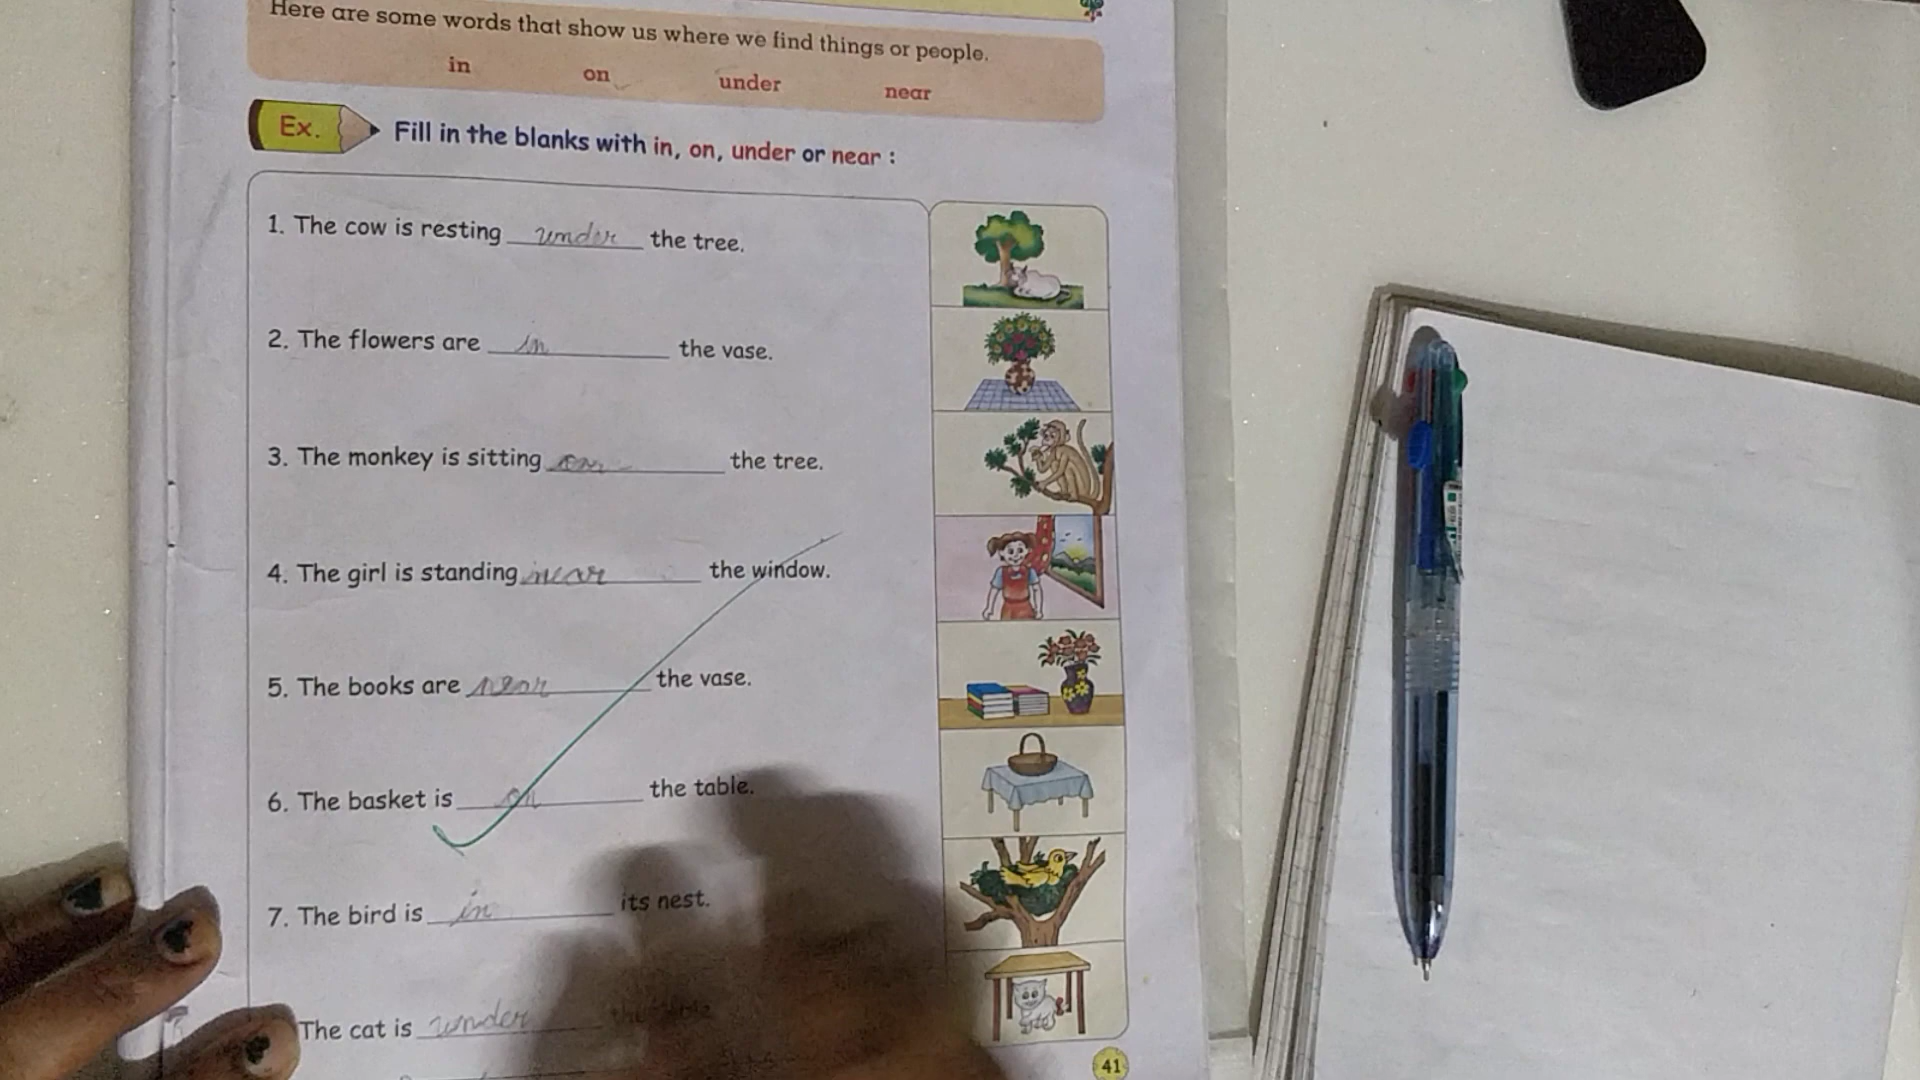 Here are some words that show us where we find things or people.
in on under near
Ex. Fill in the blanks with in, on, under or near :
1. The cow is resting under the tree.
2. The flowers are in the vase.
3. The monkey is sitting on the tree.
4. The girl is standing near the window.
5. The books are near the vase.
6. The basket is on the table.
7. The bird is in its nest.
The cat is under the
41